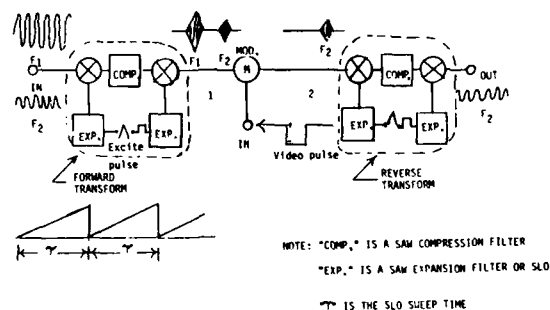 F1
IN
F2
COMP.
EXP.
Excite
pulse
EXP.
FORWARD
TRANSFORM
F1
F2
MOD.
M
1
2
IN
Video pulse
F2
COMP.
EXP.
EXP.
OUT
F2
REVERSE
TRANSFORM
T
T
NOTE: "COMP." IS A SAW COMPRESSION FILTER
"EXP." IS A SAW EXPANSION FILTER OR SLO
"T" IS THE SLO SWEEP TIME